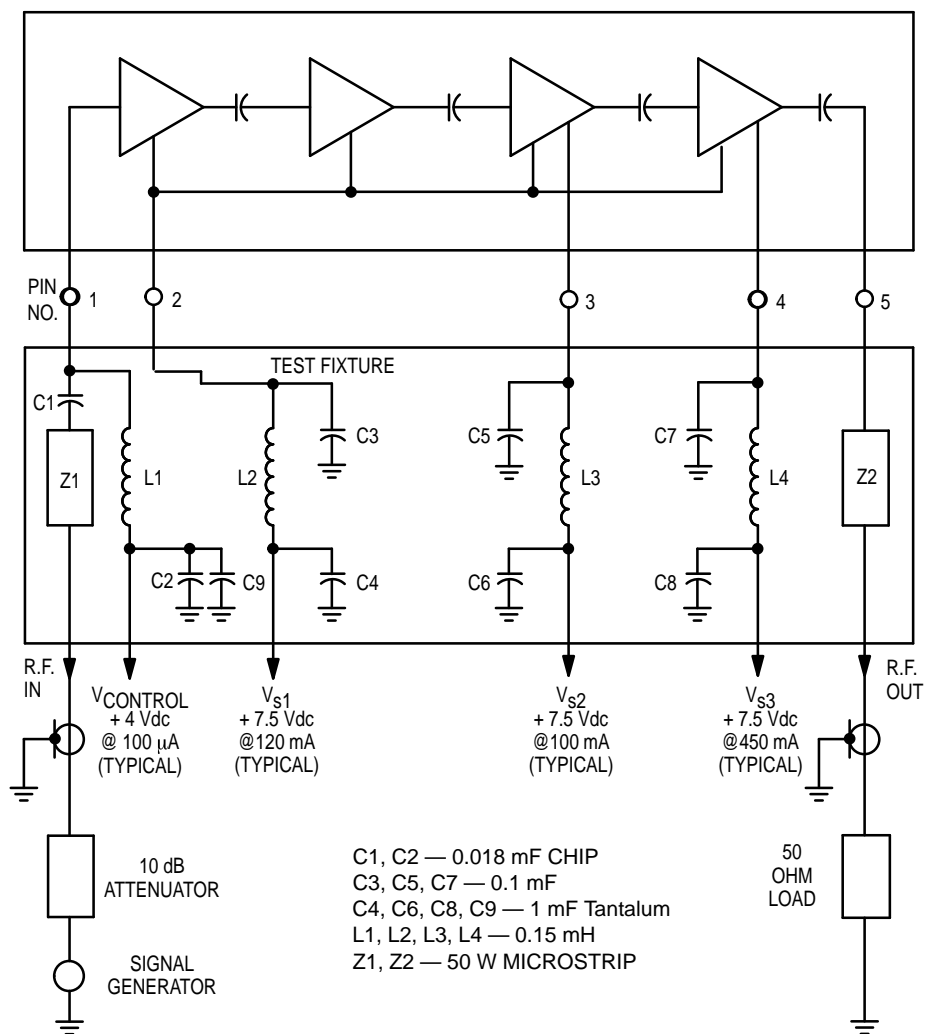 PIN
NO.
1
2
3
4
5
TEST FIXTURE
C1
C3
C5
C7
Z1
L1
L2
L3
L4
Z2
C2
C9
C4
C6
C8
R.F.
IN
VCONTROL
+ 4 Vdc
@ 100 μA
(TYPICAL)
Vs1
+ 7.5 Vdc
@120 mA
(TYPICAL)
Vs2
+ 7.5 Vdc
@100 mA
(TYPICAL)
Vs3
+ 7.5 Vdc
@450 mA
(TYPICAL)
R.F.
OUT
10 dB
ATTENUATOR
SIGNAL
GENERATOR
C1, C2 — 0.018 mF CHIP
C3, C5, C7 — 0.1 mF
C4, C6, C8, C9 — 1 mF Tantalum
L1, L2, L3, L4 — 0.15 mH
Z1, Z2 — 50 W MICROSTRIP
50
OHM
LOAD